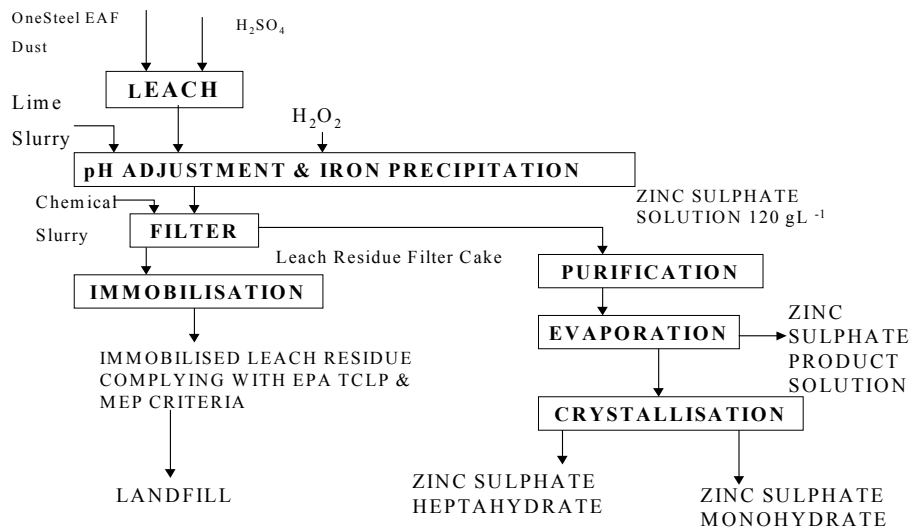 OneSteel EAF
Dust
H₂SO₄
LEACH
Lime
Slurry
H₂O₂
pH ADJUSTMENT & IRON PRECIPITATION
ZINC SULPHATE
SOLUTION 120 gL ⁻¹
Chemical
Slurry
FILTER
Leach Residue Filter Cake
PURIFICATION
IMMOBILISATION
EVAPORATION
ZINC
SULPHATE
PRODUCT
SOLUTION
IMMOBILISED LEACH RESIDUE
COMPLYING WITH EPA TCLP &
MEP CRITERIA
CRYSTALLISATION
LANDFILL
ZINC SULPHATE
HEPTAHYDRATE
ZINC SULPHATE
MONOHYDRATE